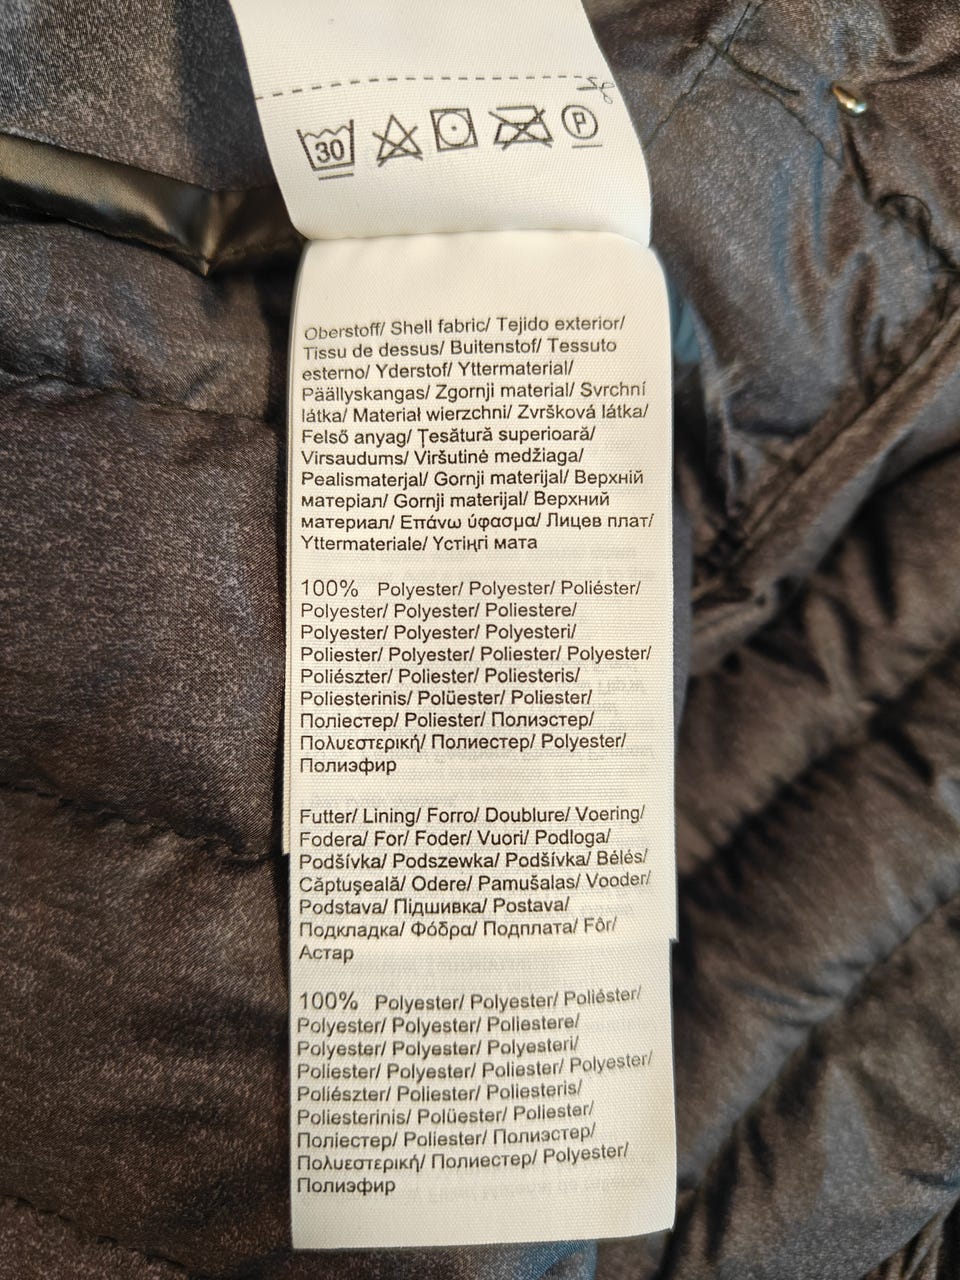 30
P
Oberstoff/ Shell fabric/ Tejido exterior/
Tissu de dessus/ Buitenstof/ Tessuto
esterno/ Yderstof/ Yttermaterial/
Päällyskangas/ Zgornji material/ Svrchní
látka/ Materiał wierzchni/ Zvršková látka/
Felső anyag/ Ţesătură superioară/
Virsaudums/ Viršutinė medžiaga/
Pealismaterjal/ Gornji materijal/ Верхній
матеріал/ Gornji materijal/ Верхний
материал/ Επάνω ύφασμα/ Лицев плат/
Yttermateriale/ Үстіңгі мата
100% Polyester/ Polyester/ Poliéster/
Polyester/ Polyester/ Poliestere/
Polyester/ Polyester/ Polyesteri/
Poliester/ Polyester/ Poliester/ Polyester/
Poliészter/ Poliester/ Poliesteris/
Poliesterinis/ Polüester/ Poliester/
Поліестер/ Poliester/ Полиэстер/
Πολυεστερική/ Полиестер/ Polyester/
Полиэфир
Futter/ Lining/ Forro/ Doublure/ Voering/
Fodera/ For/ Foder/ Vuori/ Podloga/
Podšívka/ Podszewka/ Podšívka/ Bélés/
Căptuşeală/ Odere/ Pamušalas/ Vooder/
Podstava/ Підшивка/ Postava/
Подкладка/ Φόδρα/ Подплата/ Fôr/
Астар
100% Polyester/ Polyester/ Poliéster/
Polyester/ Polyester/ Poliestere/
Polyester/ Polyester/ Polyesteri/
Poliester/ Polyester/ Poliester/ Polyester/
Poliészter/ Poliester/ Poliesteris/
Poliesterinis/ Polüester/ Poliester/
Поліестер/ Poliester/ Полиэстер/
Πολυεστερική/ Полиестер/ Polyester/
Полиэфир